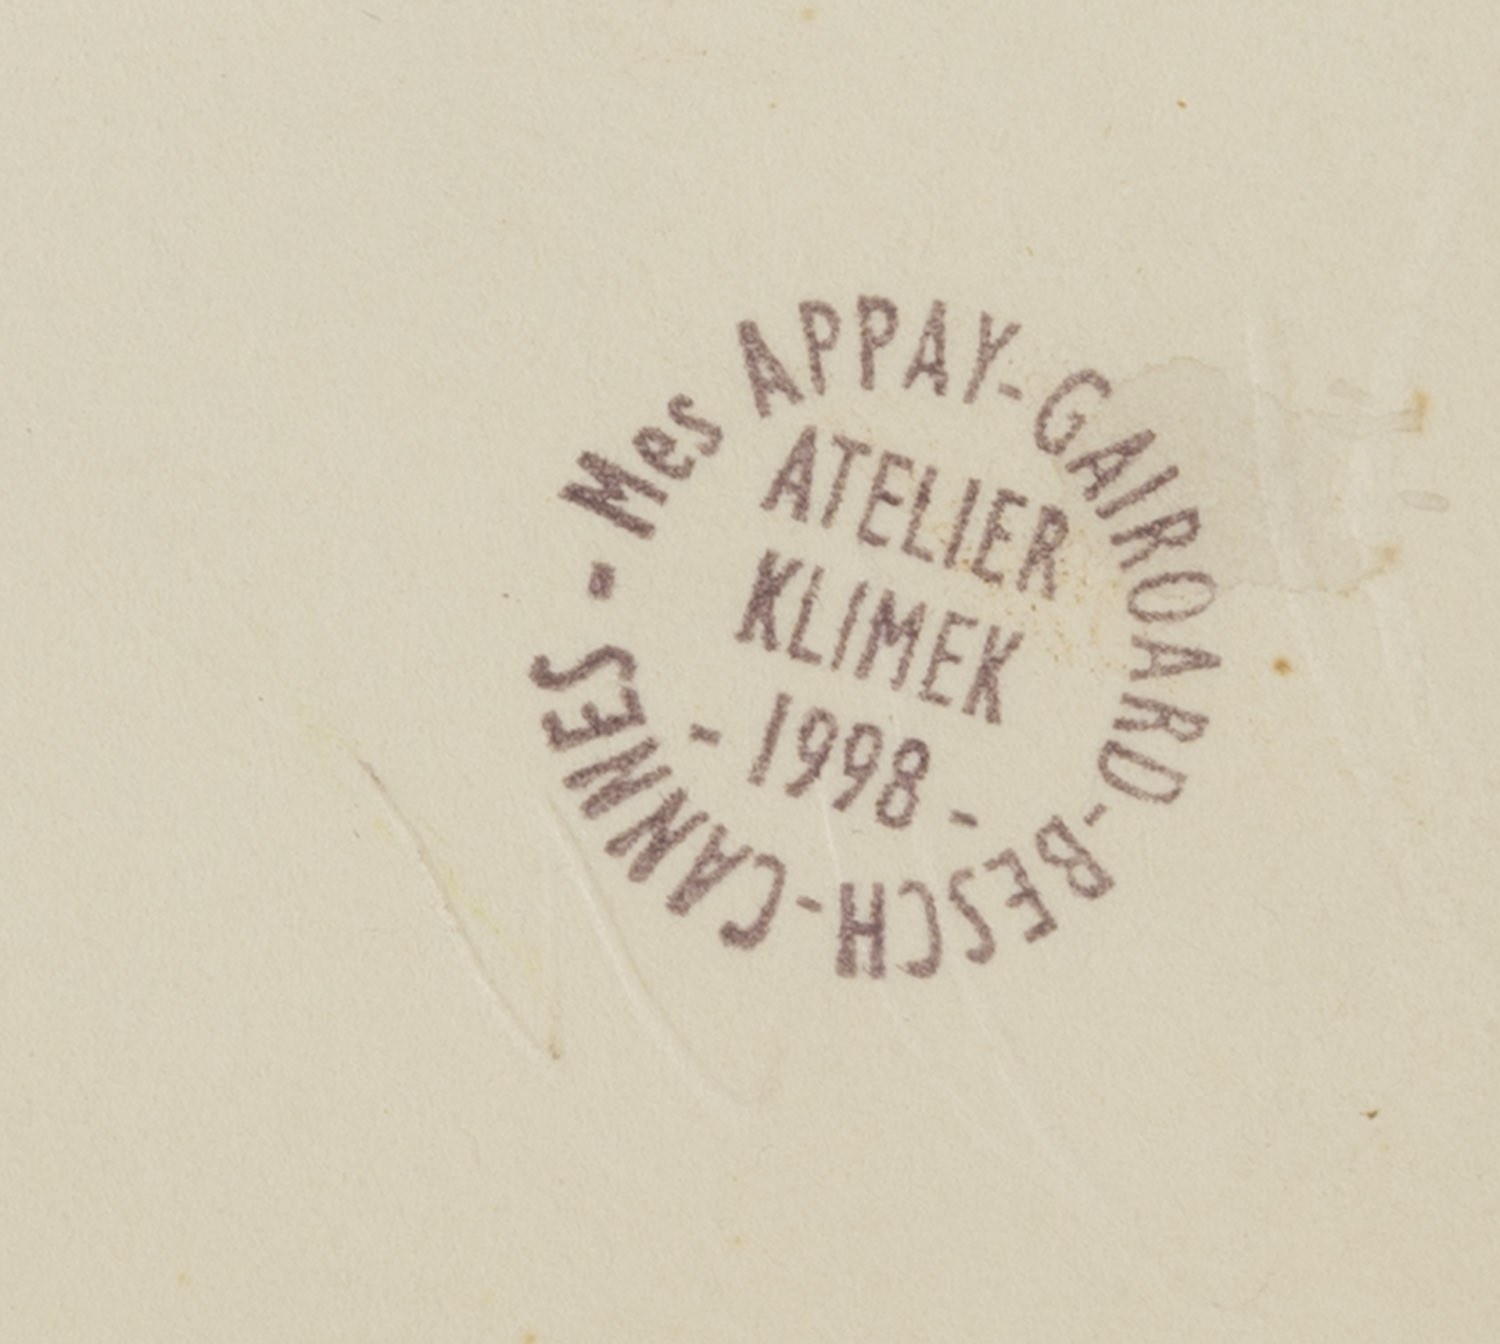 Mes APPAY-GAIROARD-BESCH-CANNES -
ATELIER
KLIMEK
- 1998 -